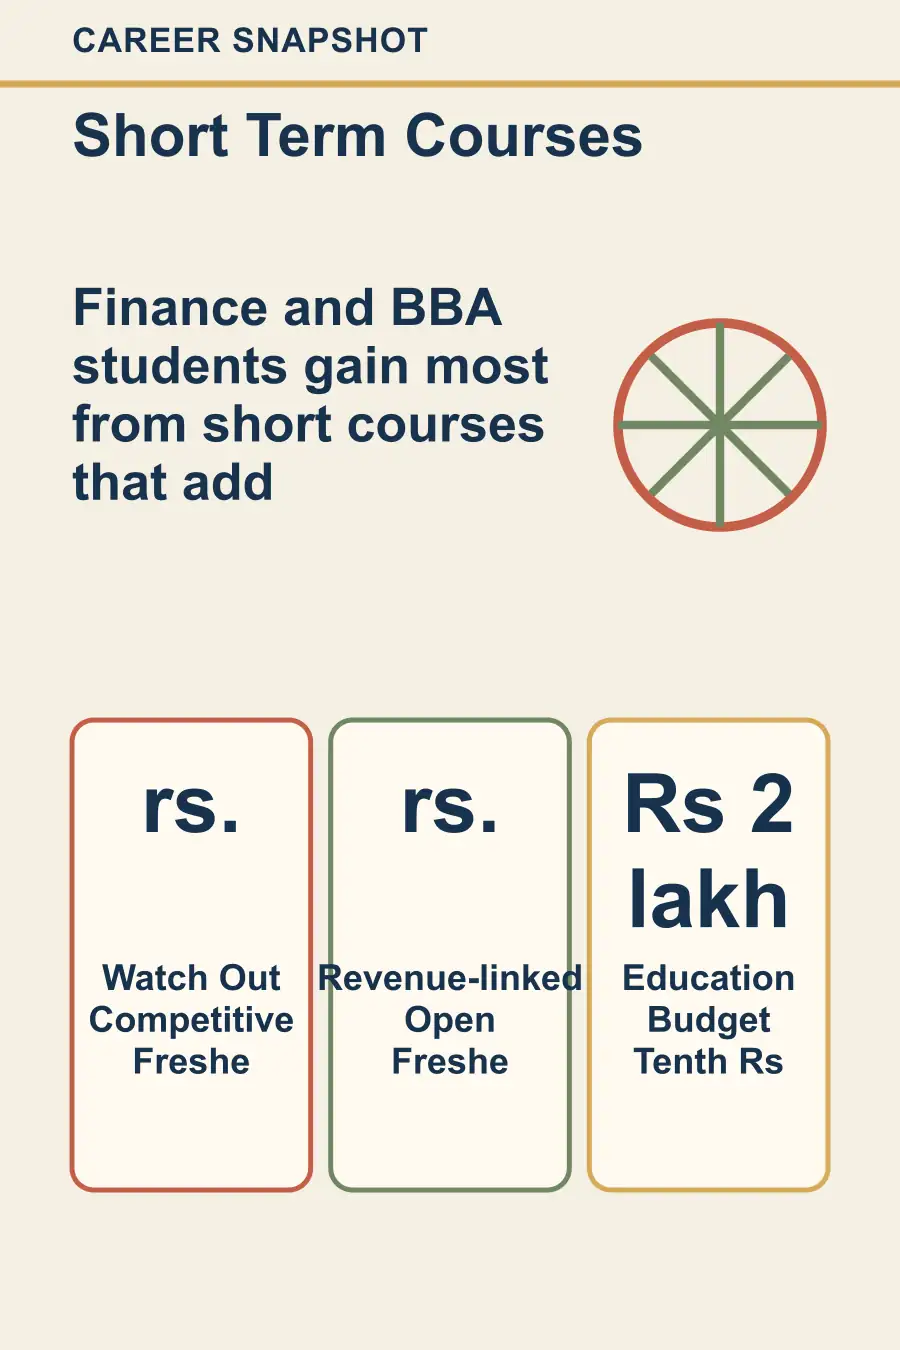 CAREER SNAPSHOT
Short Term Courses
Finance and BBA
students gain most
from short courses
that add
rs.
Watch Out
Competitive
Freshe
rs.
Revenue-linked
Open
Freshe
Rs 2
lakh
Education
Budget
Tenth Rs